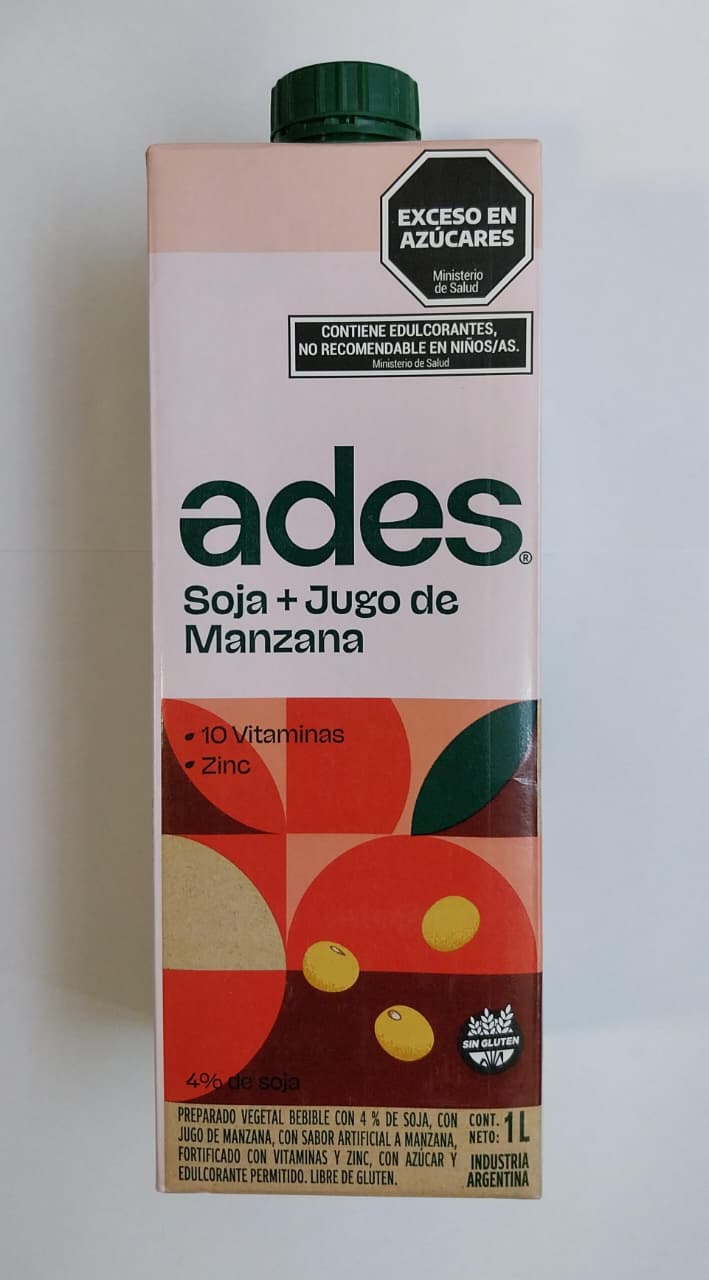 EXCESO EN
AZÚCARES
Ministerio
de Salud
CONTIENE EDULCORANTES,
NO RECOMENDABLE EN NIÑOS/AS.
Ministerio de Salud
ades®
Soja + Jugo de
Manzana
10 Vitaminas
Zinc
SIN GLUTEN
4% de soja
PREPARADO VEGETAL BEBIBLE CON 4 % DE SOJA, CON
JUGO DE MANZANA, CON SABOR ARTIFICIAL A MANZANA,
FORTIFICADO CON VITAMINAS Y ZINC, CON AZÚCAR Y
EDULCORANTE PERMITIDO. LIBRE DE GLUTEN.
CONT.
NETO: 1 L
INDUSTRIA
ARGENTINA